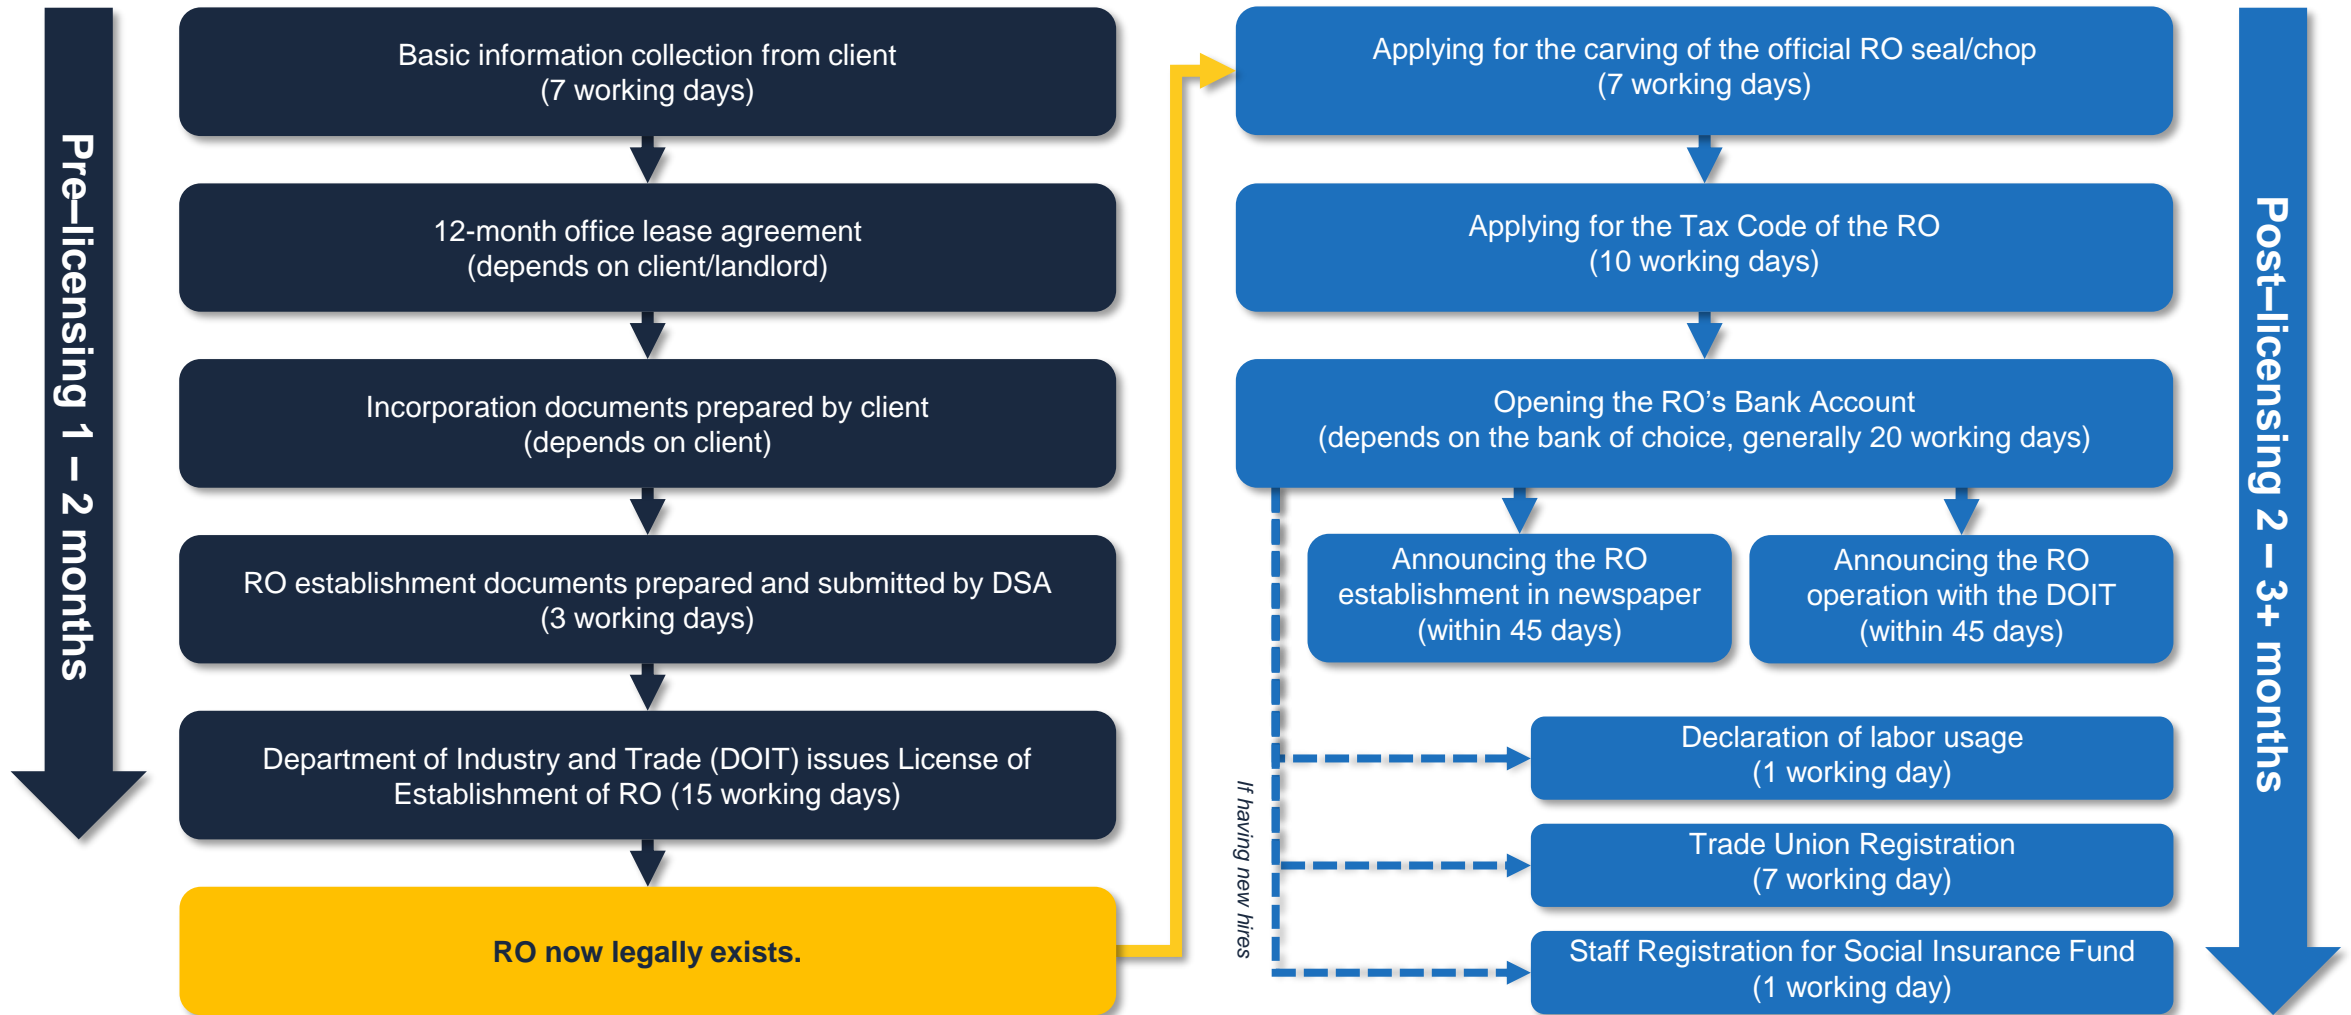 Pre–licensing 1 – 2 months
Basic information collection from client
(7 working days)
12-month office lease agreement
(depends on client/landlord)
Incorporation documents prepared by client
(depends on client)
RO establishment documents prepared and submitted by DSA
(3 working days)
Department of Industry and Trade (DOIT) issues License of
Establishment of RO (15 working days)
RO now legally exists.
Applying for the carving of the official RO seal/chop
(7 working days)
Applying for the Tax Code of the RO
(10 working days)
Opening the RO’s Bank Account
(depends on the bank of choice, generally 20 working days)
Announcing the RO
establishment in newspaper
(within 45 days)
Announcing the RO
operation with the DOIT
(within 45 days)
If having new hires
Declaration of labor usage
(1 working day)
Trade Union Registration
(7 working day)
Staff Registration for Social Insurance Fund
(1 working day)
Post–licensing 2 – 3+ months